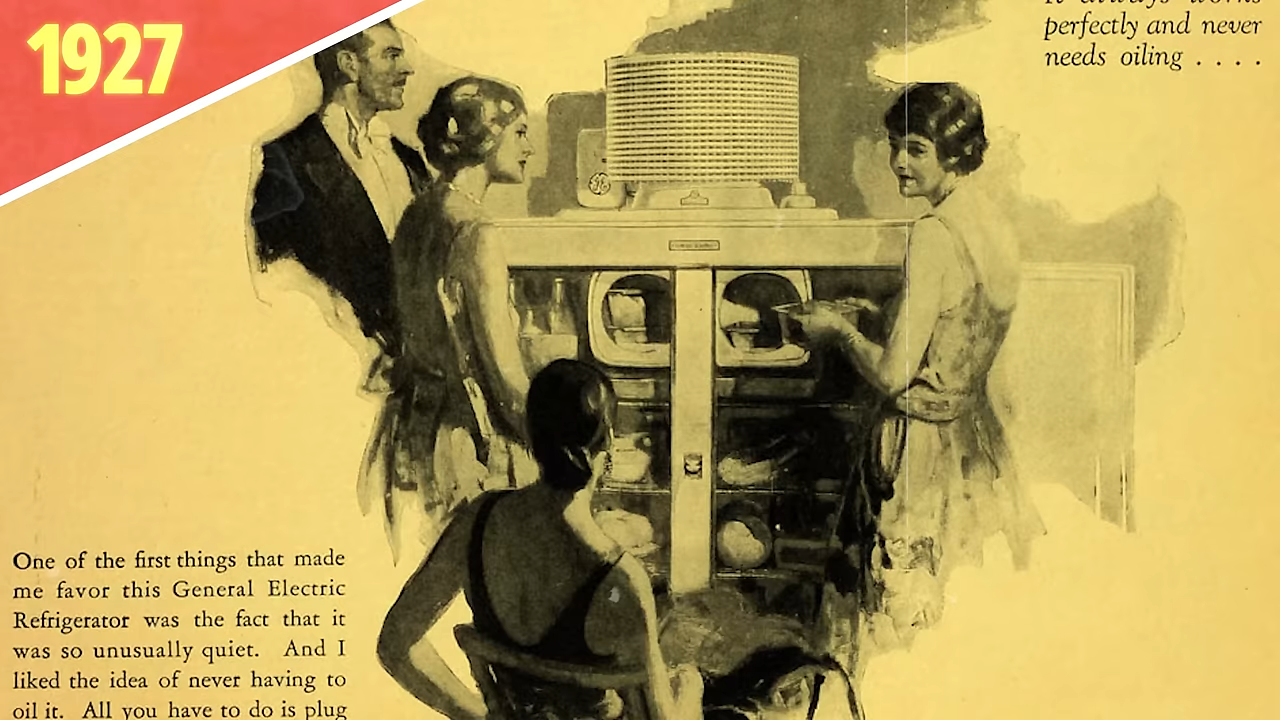 1927
perfectly and never
needs oiling . . . .
One of the first things that made
me favor this General Electric
Refrigerator was the fact that it
was so unusually quiet. And I
liked the idea of never having to
oil it. All you have to do is plug